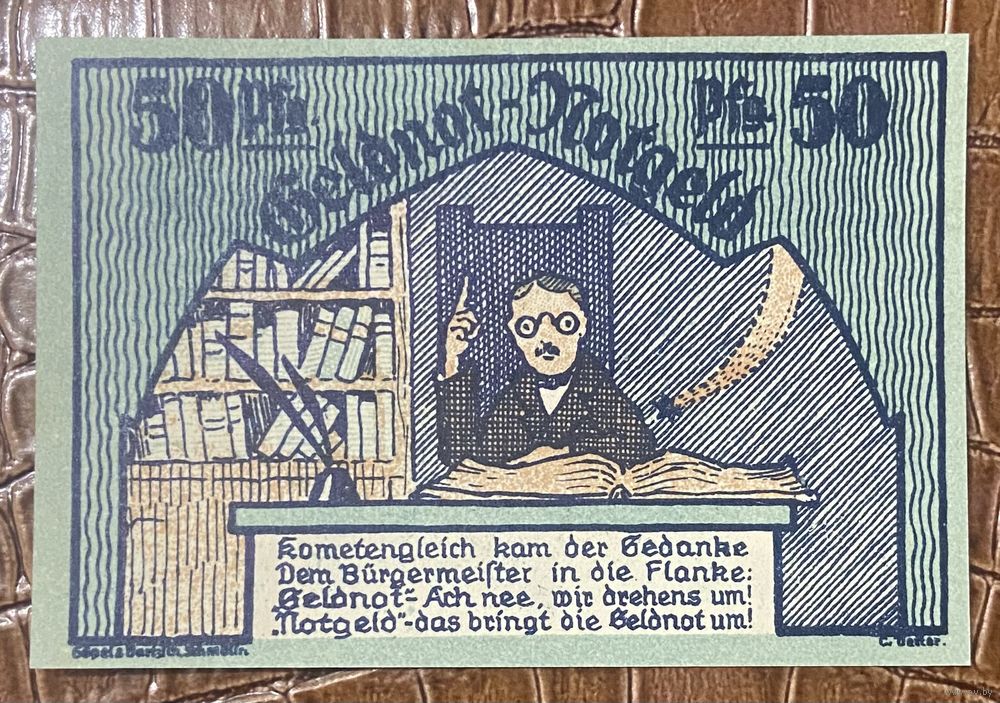 50 Pfg. Pfg. 50
Geldnot-Notgeld
Kometengleich kam der Gedanke
Dem Bürgermeiſter in die Flanke:
Geldnot - Ach nee, wir drehens um!
„Notgeld" - das bringt die Geldnot um!
Schmölln